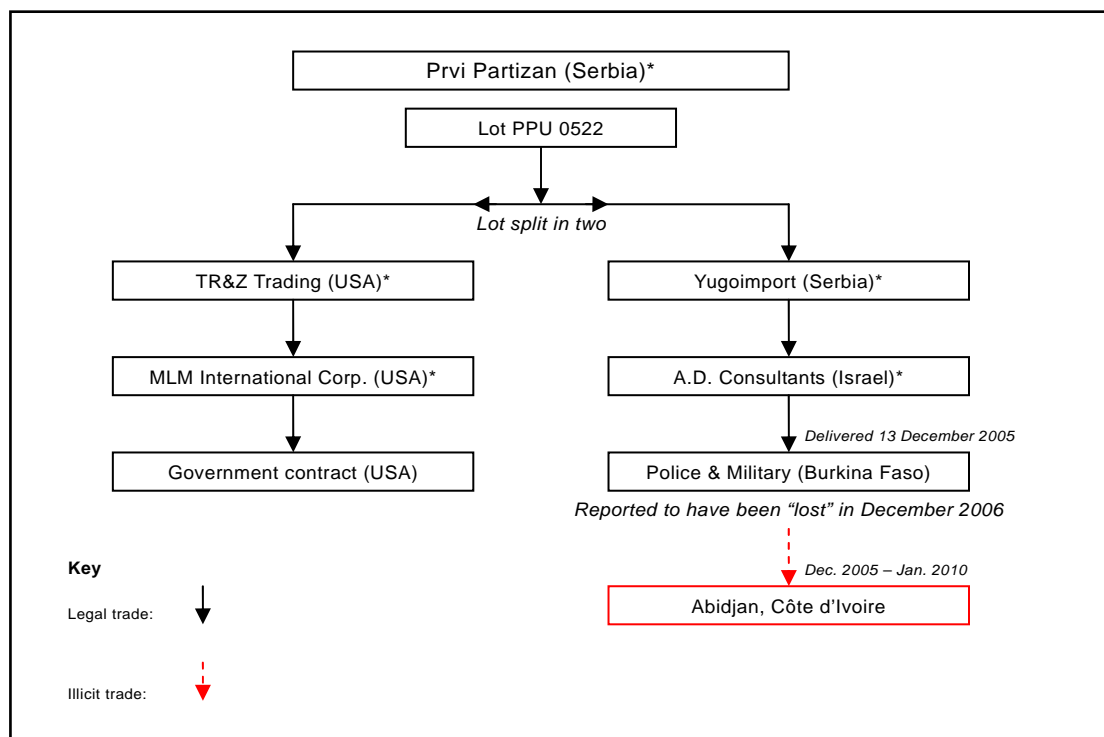 Prvi Partizan (Serbia)*
Lot PPU 0522
Lot split in two
TR&Z Trading (USA)*
Yugoimport (Serbia)*
MLM International Corp. (USA)*
A.D. Consultants (Israel)*
Delivered 13 December 2005
Government contract (USA)
Police & Military (Burkina Faso)
Reported to have been “lost” in December 2006
Key
Dec. 2005 – Jan. 2010
Legal trade:
Abidjan, Côte d’Ivoire
Illicit trade: